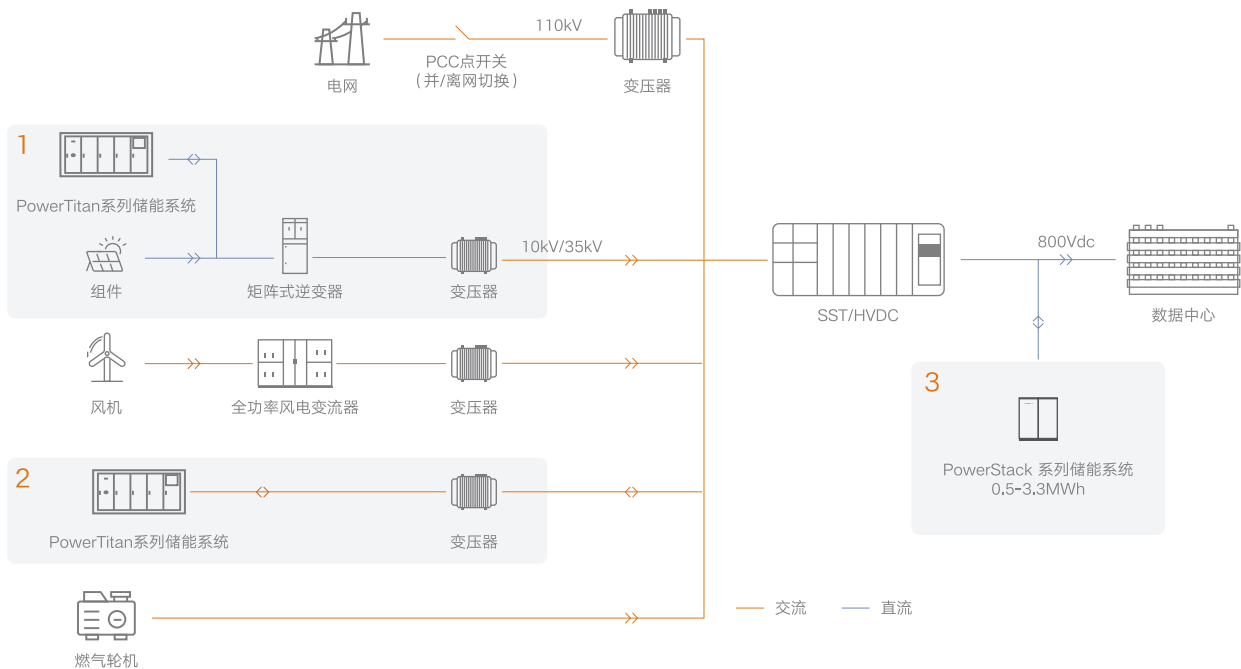 110kV
PCC点开关
(并/离网切换)
电网
变压器
1
PowerTitan系列储能系统
组件
矩阵式逆变器
变压器
10kV/35kV
SST/HVDC
800Vdc
数据中心
风机
全功率风电变流器
变压器
3
PowerStack 系列储能系统
0.5-3.3MWh
2
PowerTitan系列储能系统
变压器
燃气轮机
交流
直流